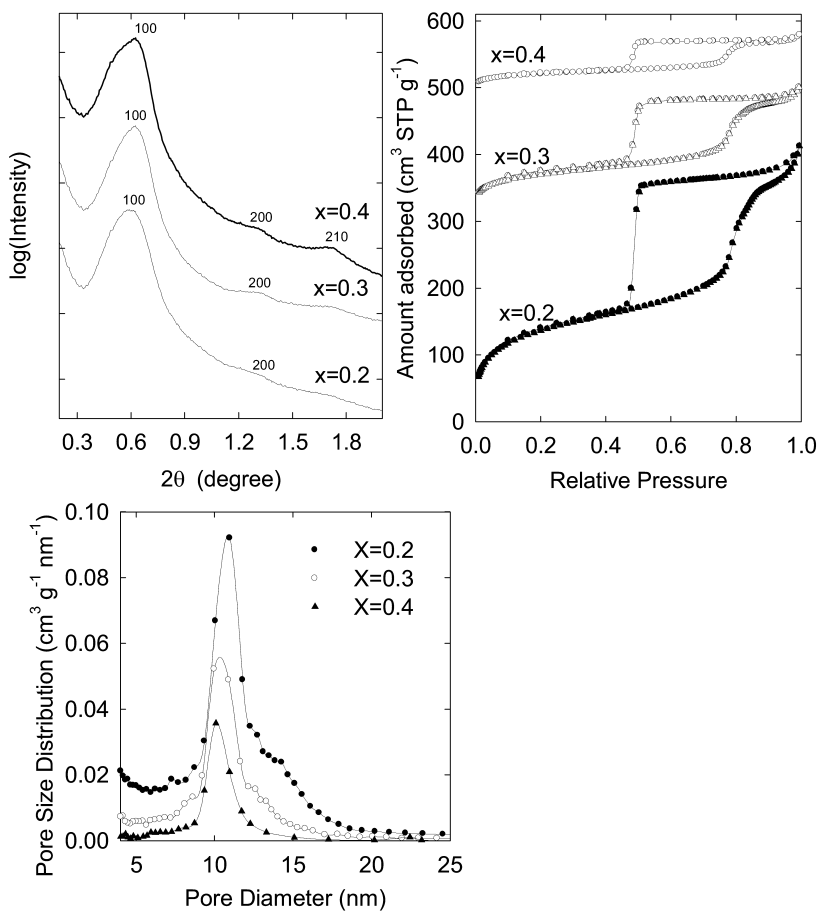 log(Intensity)
100
100
100
200
210
200
200
x=0.4
x=0.3
x=0.2
0.3 0.6 0.9 1.2 1.5 1.8
2θ (degree)
Amount adsorbed (cm³ STP g⁻¹)
600
500
400
300
200
100
0
x=0.4
x=0.3
x=0.2
0.0 0.2 0.4 0.6 0.8 1.0
Relative Pressure
Pore Size Distribution (cm³ g⁻¹ nm⁻¹)
0.10
0.08
0.06
0.04
0.02
0.00
X=0.2
X=0.3
X=0.4
5 10 15 20 25
Pore Diameter (nm)